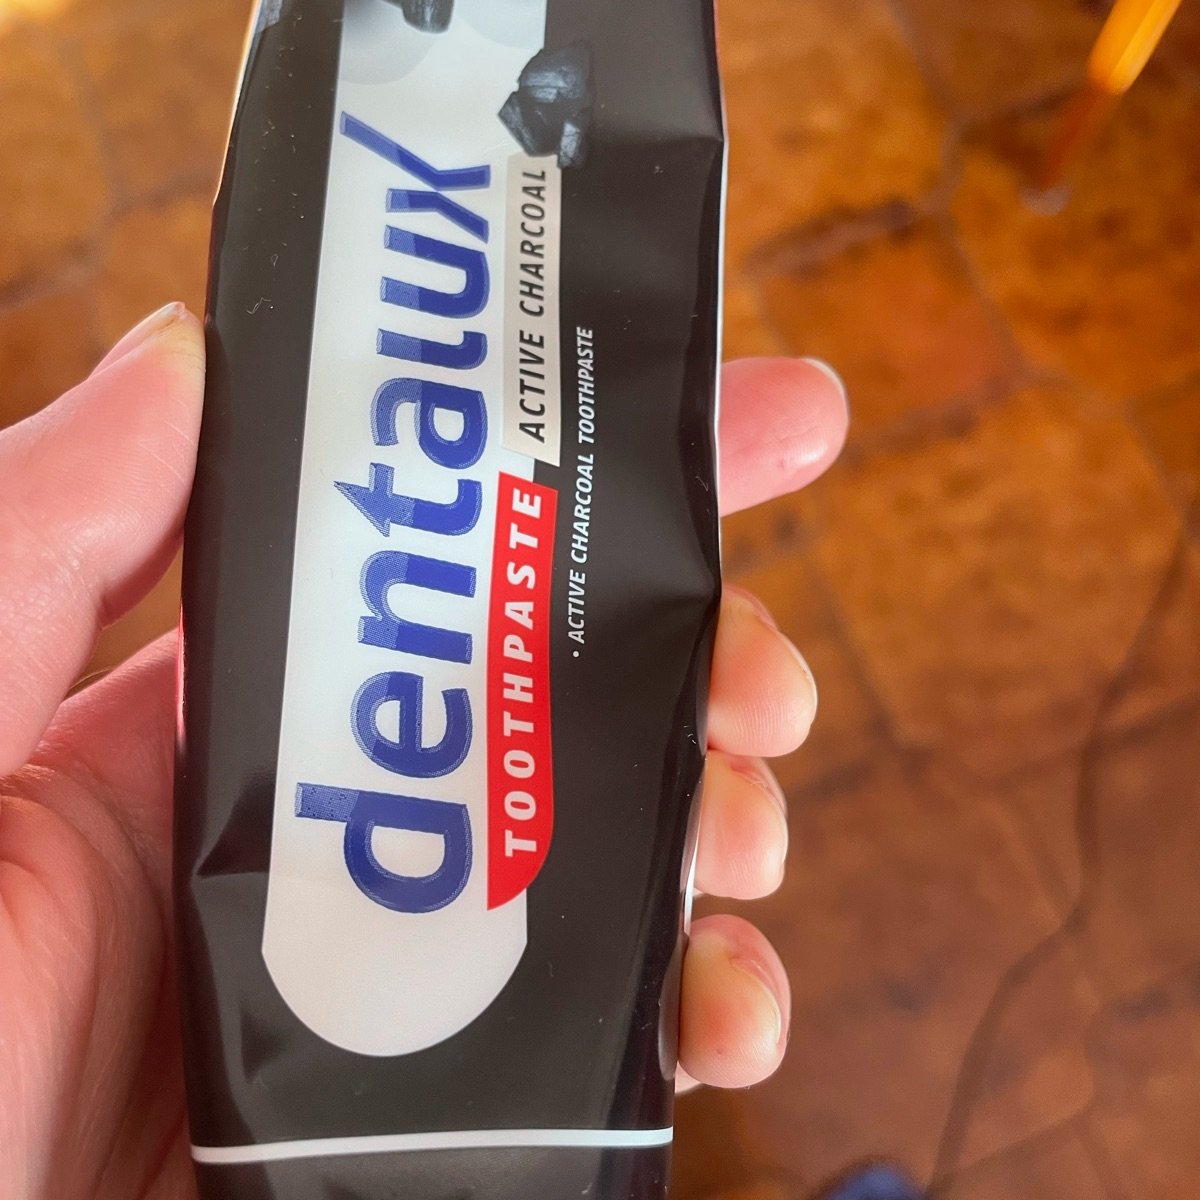 dentalux
TOOTHPASTE ACTIVE CHARCOAL
• ACTIVE CHARCOAL TOOTHPASTE